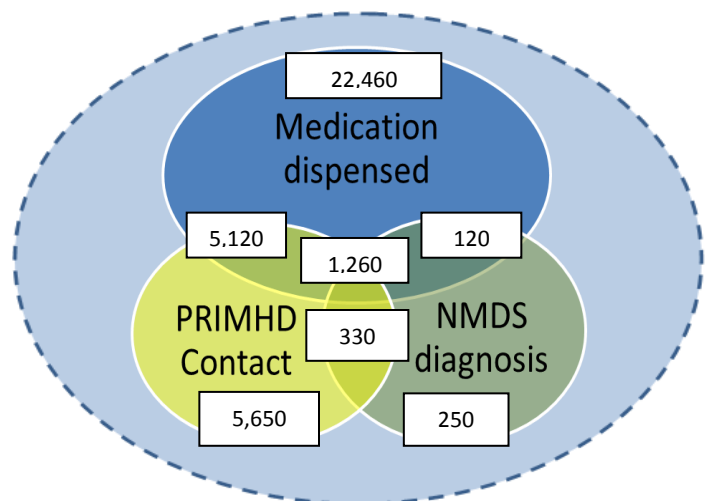 22,460
Medication
dispensed
5,120
120
1,260
PRIMHD
Contact
330
NMDS
diagnosis
5,650
250